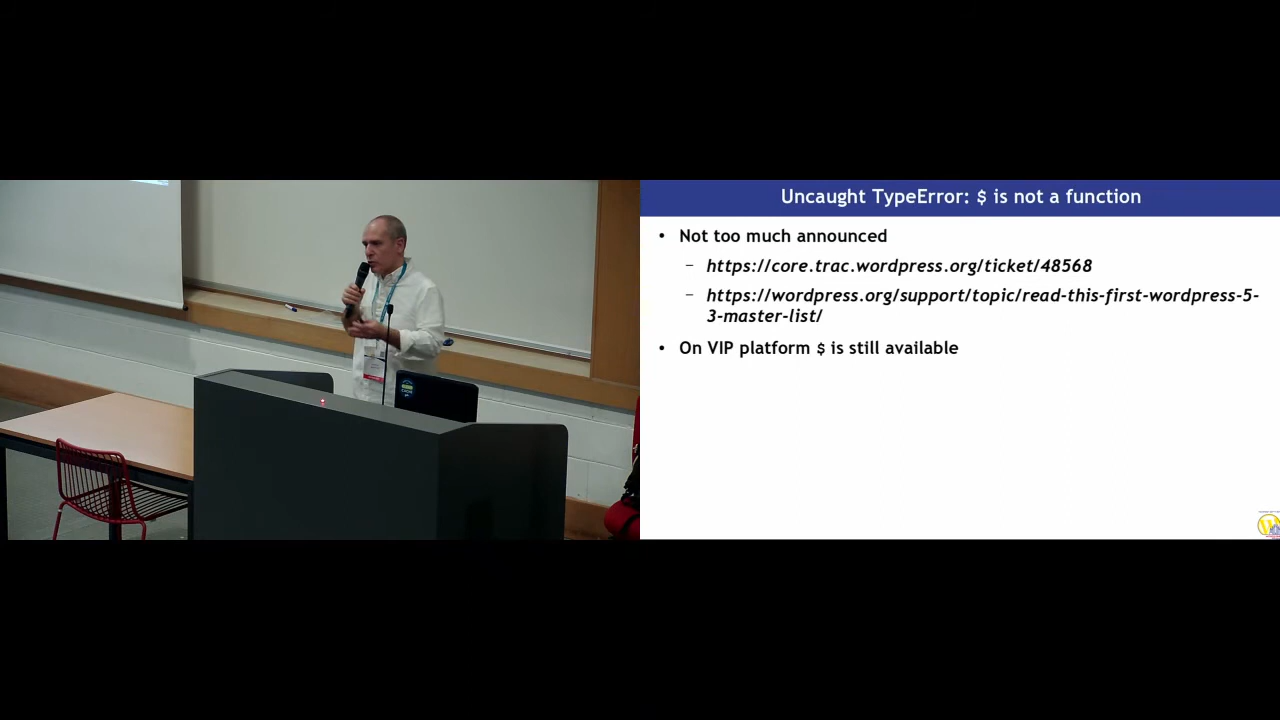 Uncaught TypeError: $ is not a function
• Not too much announced
– https://core.trac.wordpress.org/ticket/48568
– https://wordpress.org/support/topic/read-this-first-wordpress-5-
3-master-list/
• On VIP platform $ is still available